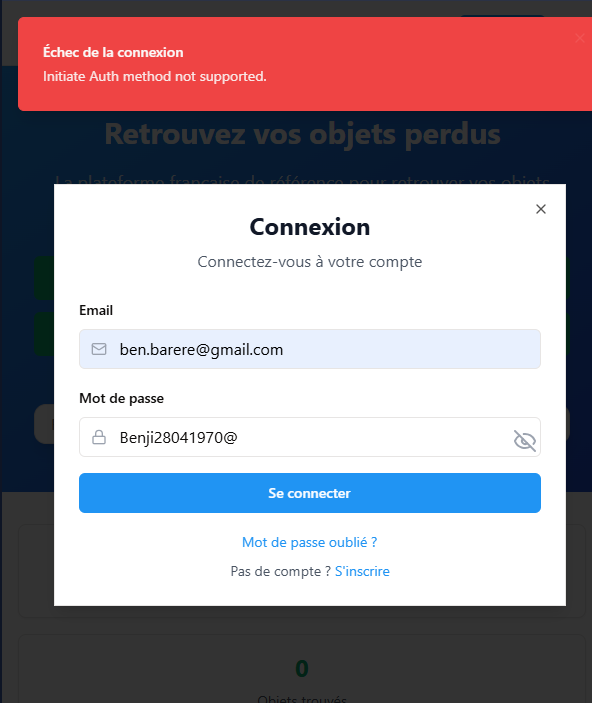 Échec de la connexion
Initiate Auth method not supported.
Retrouvez vos objets perdus
La plateforme française de référence pour retrouver vos objets
Connexion
Connectez-vous à votre compte
Email
ben.barere@gmail.com
Mot de passe
Benji28041970@
Se connecter
Mot de passe oublié ?
Pas de compte ? S'inscrire
0
Objets trouvés